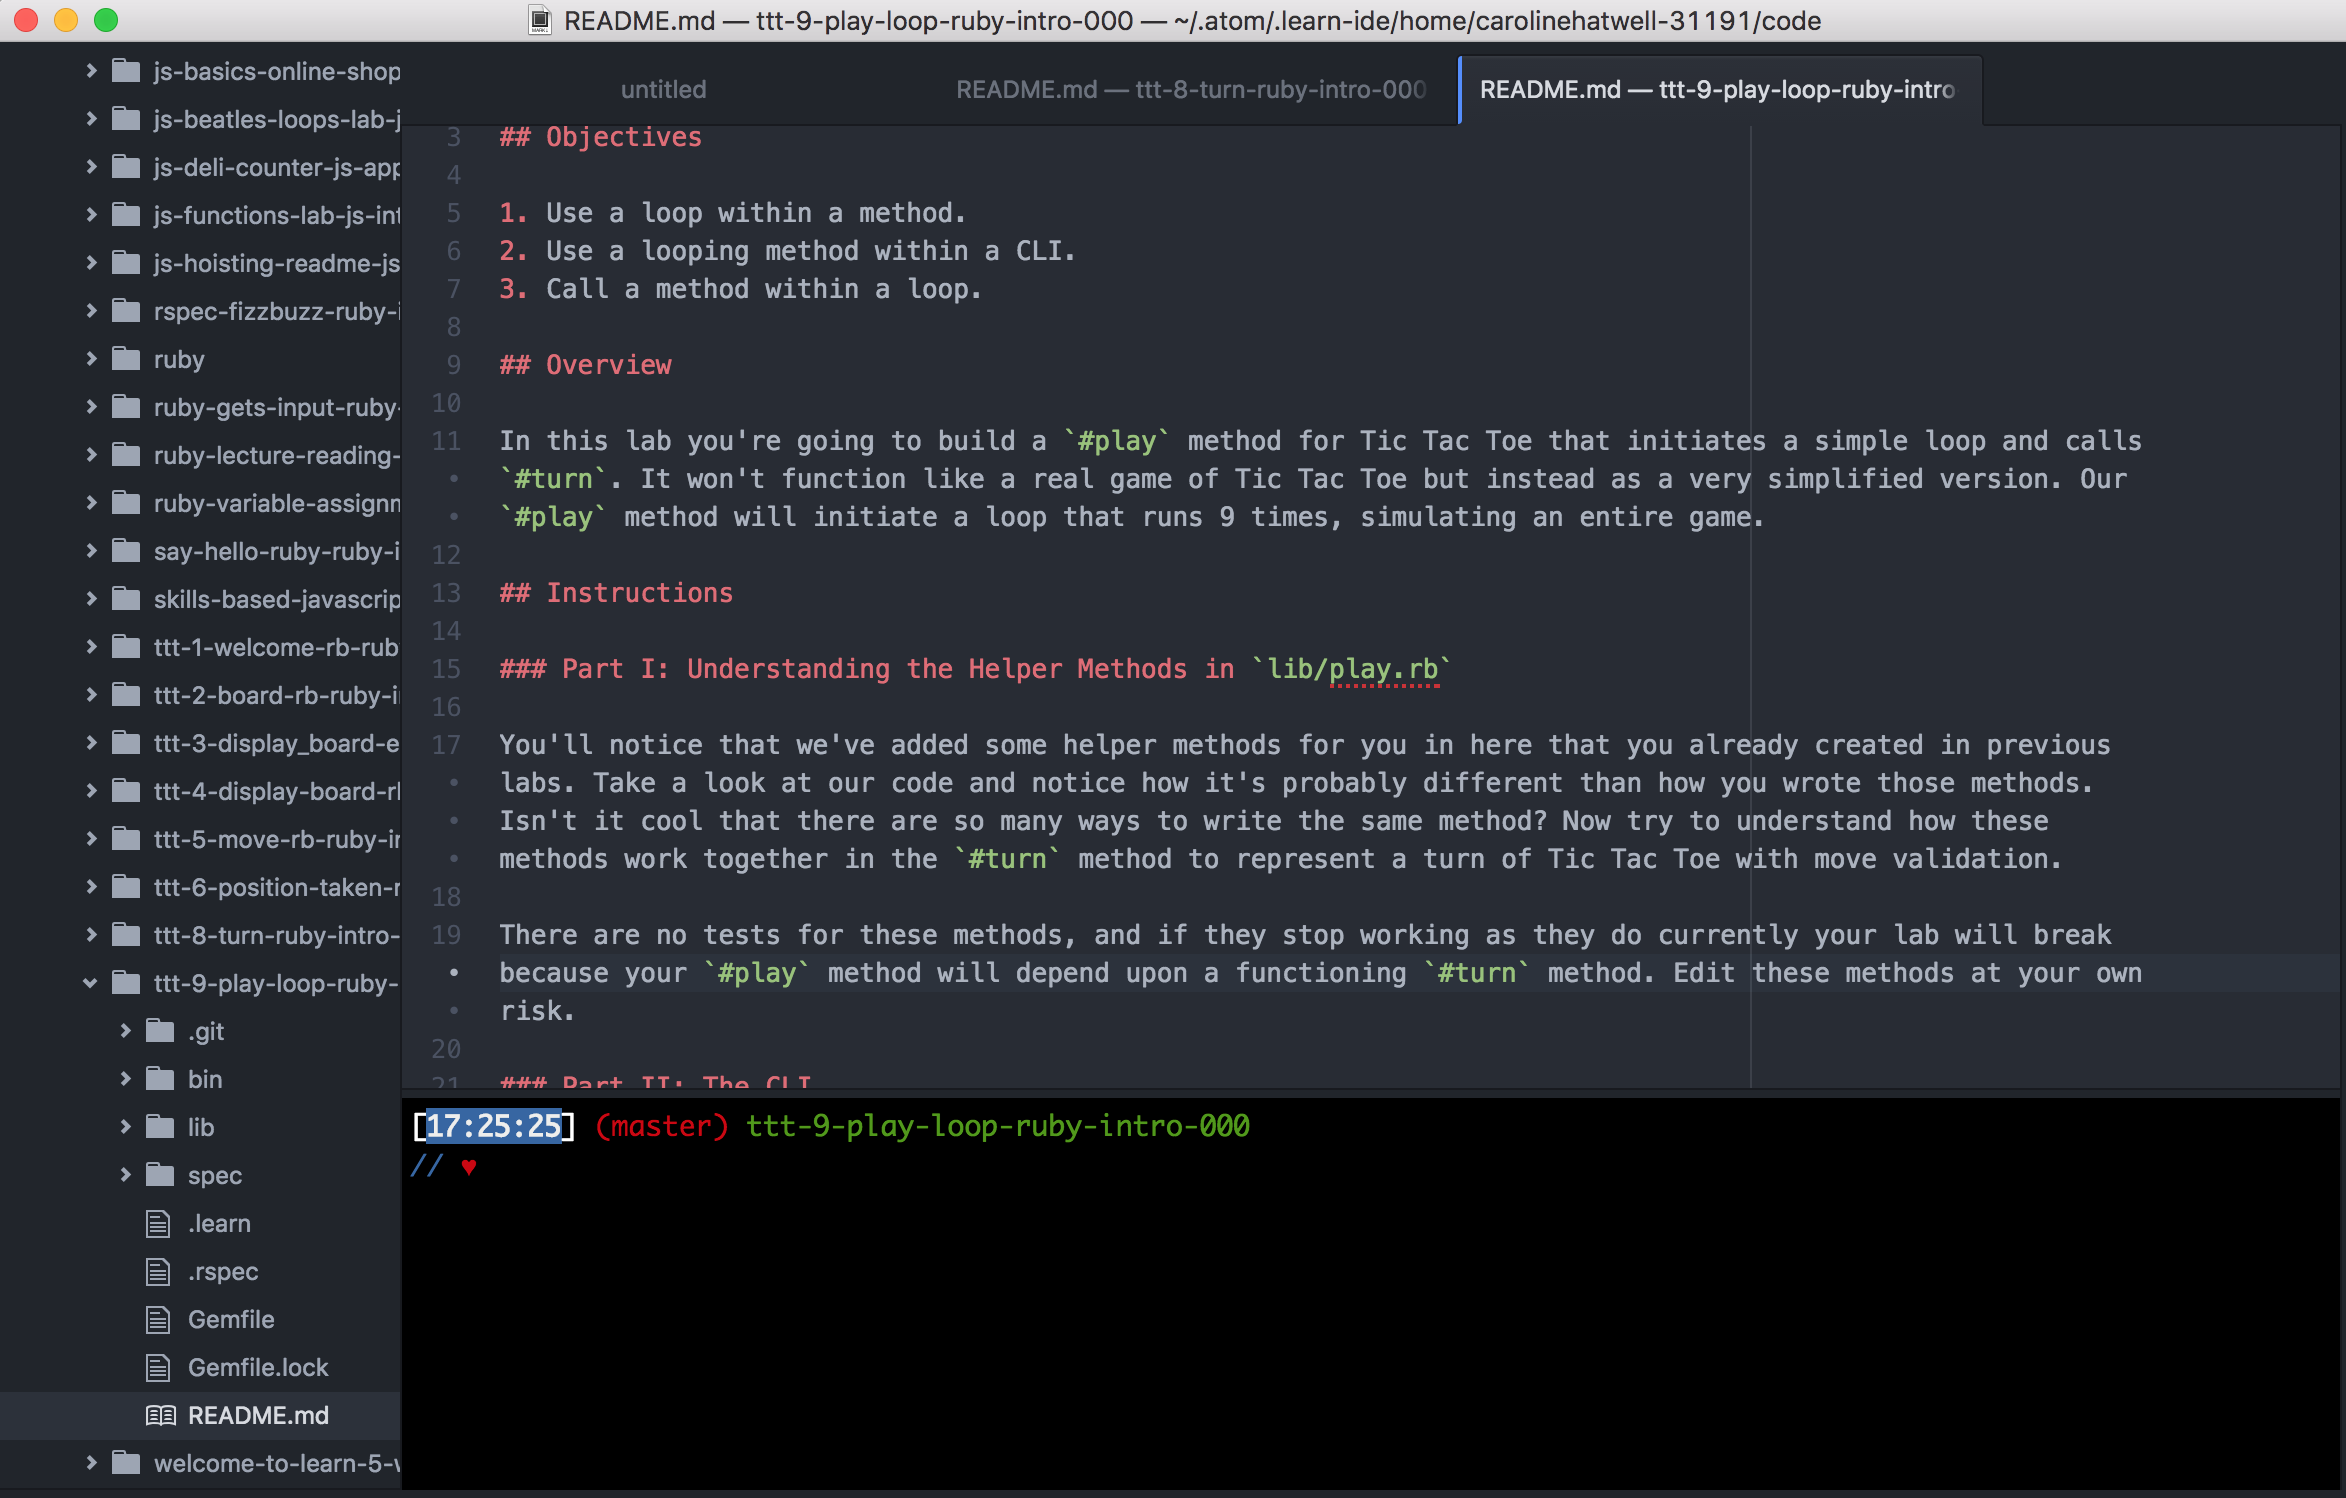 README.md — ttt-9-play-loop-ruby-intro-000 — ~/.atom/.learn-ide/home/carolinehatwell-31191/code
js-basics-online-shop
js-beatles-loops-lab-j
js-deli-counter-js-app
js-functions-lab-js-int
js-hoisting-readme-js
rspec-fizzbuzz-ruby-i
ruby
ruby-gets-input-ruby-
ruby-lecture-reading-
ruby-variable-assignm
say-hello-ruby-ruby-i
skills-based-javascrip
ttt-1-welcome-rb-rub
ttt-2-board-rb-ruby-i
ttt-3-display_board-e
ttt-4-display-board-r
ttt-5-move-rb-ruby-in
ttt-6-position-taken-r
ttt-8-turn-ruby-intro-
ttt-9-play-loop-ruby-
.git
bin
lib
spec
.learn
.rspec
Gemfile
Gemfile.lock
README.md
welcome-to-learn-5-v
untitled
README.md — ttt-8-turn-ruby-intro-000
README.md — ttt-9-play-loop-ruby-intro
3 ## Objectives
4
5 1. Use a loop within a method.
6 2. Use a looping method within a CLI.
7 3. Call a method within a loop.
8
9 ## Overview
10
11 In this lab you're going to build a `#play` method for Tic Tac Toe that initiates a simple loop and calls
• `#turn`. It won't function like a real game of Tic Tac Toe but instead as a very simplified version. Our
• `#play` method will initiate a loop that runs 9 times, simulating an entire game.
12
13 ## Instructions
14
15 ### Part I: Understanding the Helper Methods in `lib/play.rb`
16
17 You'll notice that we've added some helper methods for you in here that you already created in previous
• labs. Take a look at our code and notice how it's probably different than how you wrote those methods.
• Isn't it cool that there are so many ways to write the same method? Now try to understand how these
• methods work together in the `#turn` method to represent a turn of Tic Tac Toe with move validation.
18
19 There are no tests for these methods, and if they stop working as they do currently your lab will break
• because your `#play` method will depend upon a functioning `#turn` method. Edit these methods at your own
• risk.
20
21 ### Part II: The CLI
[17:25:25] (master) ttt-9-play-loop-ruby-intro-000
// ♥